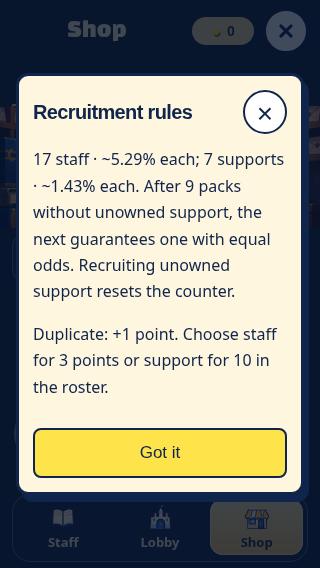 Shop
0
Recruitment rules
17 staff · ~5.29% each; 7 supports
· ~1.43% each. After 9 packs
without unowned support, the
next guarantees one with equal
odds. Recruiting unowned
support resets the counter.
Duplicate: +1 point. Choose staff
for 3 points or support for 10 in
the roster.
Got it
Staff
Lobby
Shop